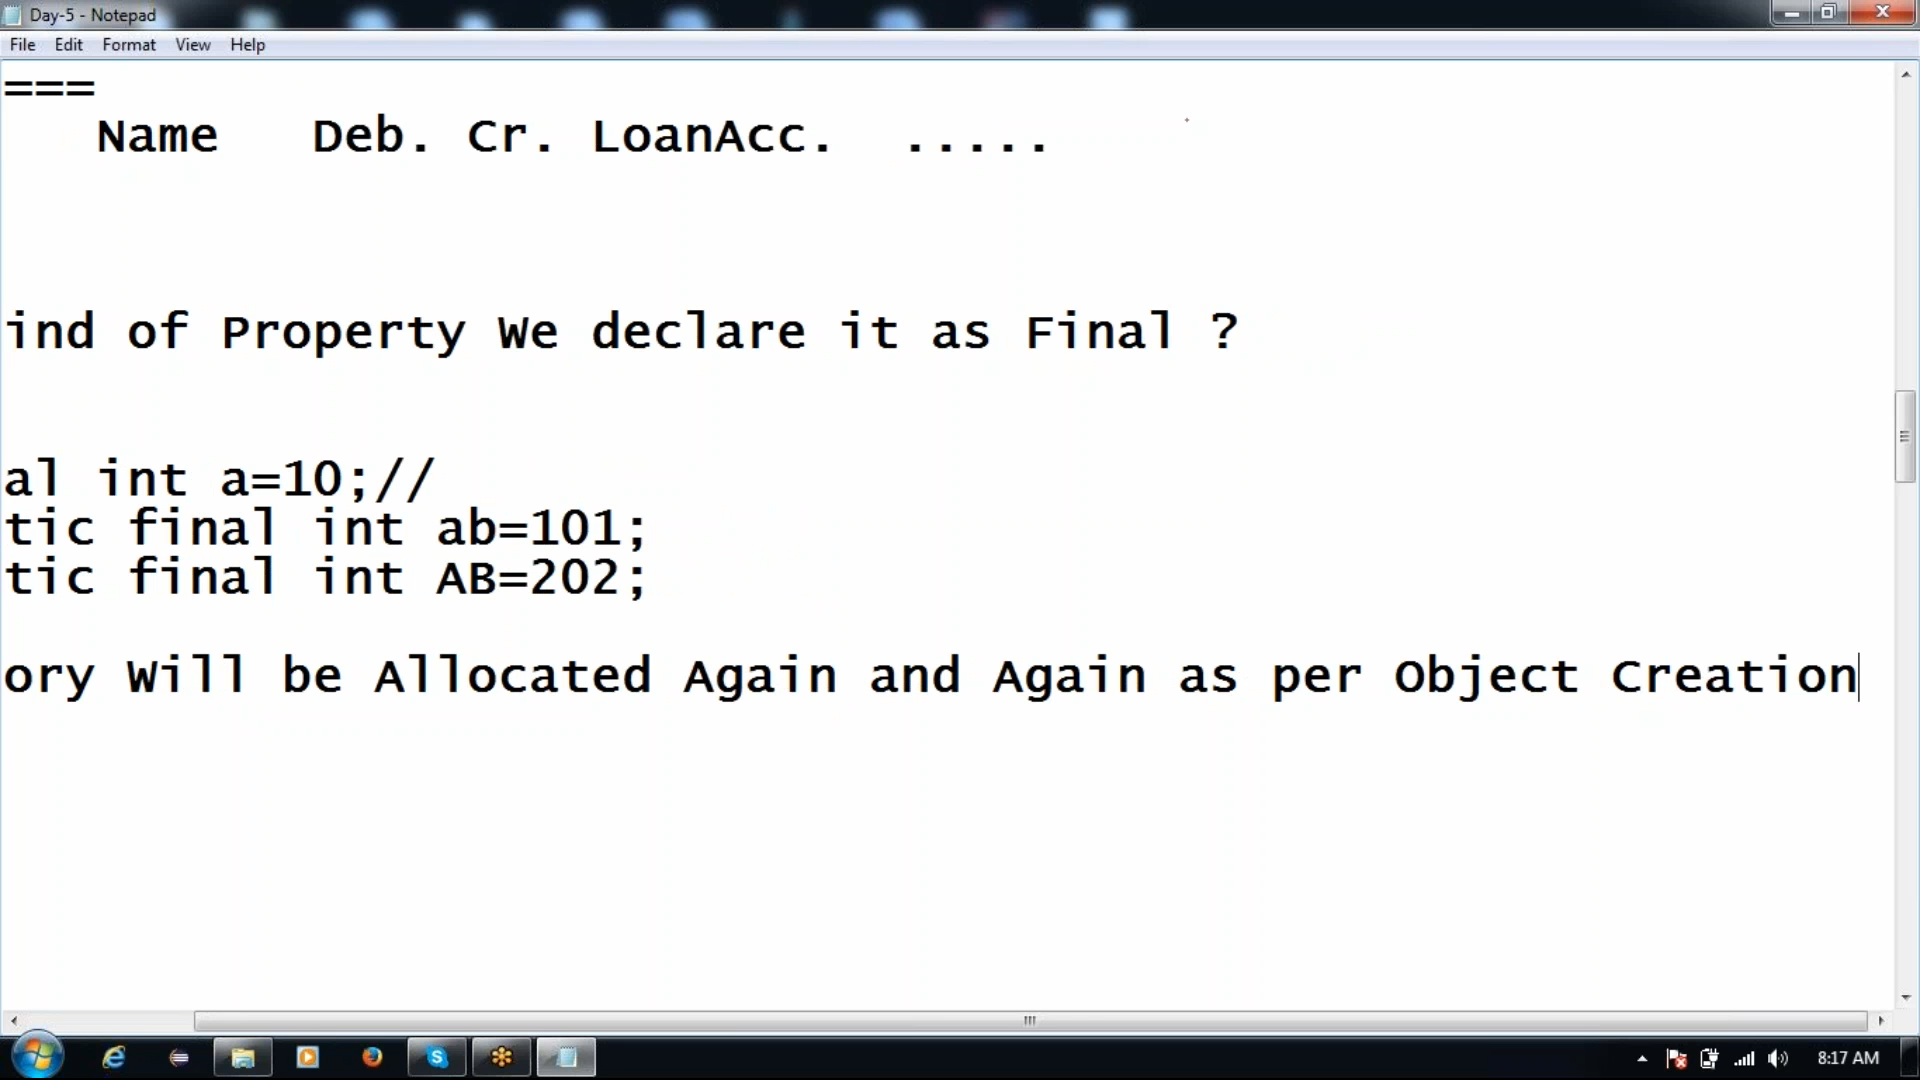 Day-5 - Notepad
File Edit Format View Help
===
Name Deb. Cr. LoanAcc. .....
ind of Property We declare it as Final ?
al int a=10;//
tic final int ab=101;
tic final int AB=202;
ory Will be Allocated Again and Again as per Object Creation
8:17 AM